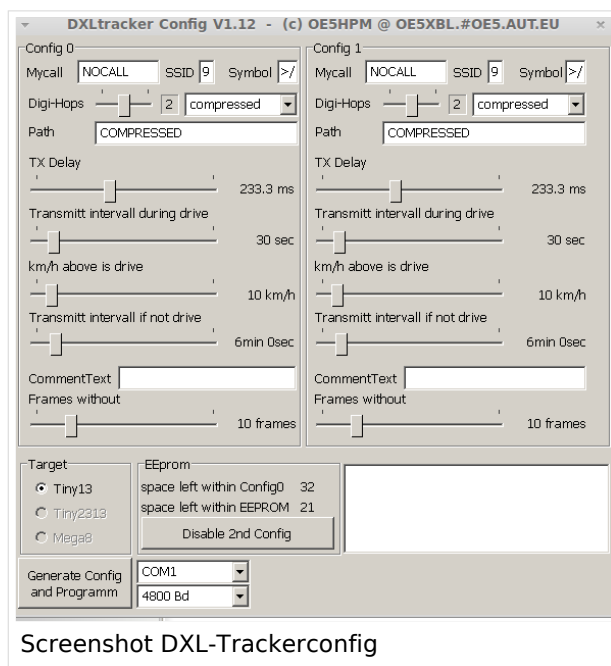 DXLtracker Config V1.12 - (c) OE5HPM @ OE5XBL.#OE5.AUT.EU
Config 0
Mycall NOCALL SSID 9 Symbol >/
Digi-Hops 2 compressed
Path COMPRESSED
TX Delay
233.3 ms
Transmitt intervall during drive
30 sec
km/h above is drive
10 km/h
Transmitt intervall if not drive
6min 0sec
CommentText
Frames without
10 frames
Config 1
Mycall NOCALL SSID 9 Symbol >/
Digi-Hops 2 compressed
Path COMPRESSED
TX Delay
233.3 ms
Transmitt intervall during drive
30 sec
km/h above is drive
10 km/h
Transmitt intervall if not drive
6min 0sec
CommentText
Frames without
10 frames
Target
Tiny13
Tiny2313
Mega8
EEprom
space left within Config0 32
space left within EEPROM 21
Disable 2nd Config
Generate Config
and Programm
COM1
4800 Bd
Screenshot DXL-Trackerconfig